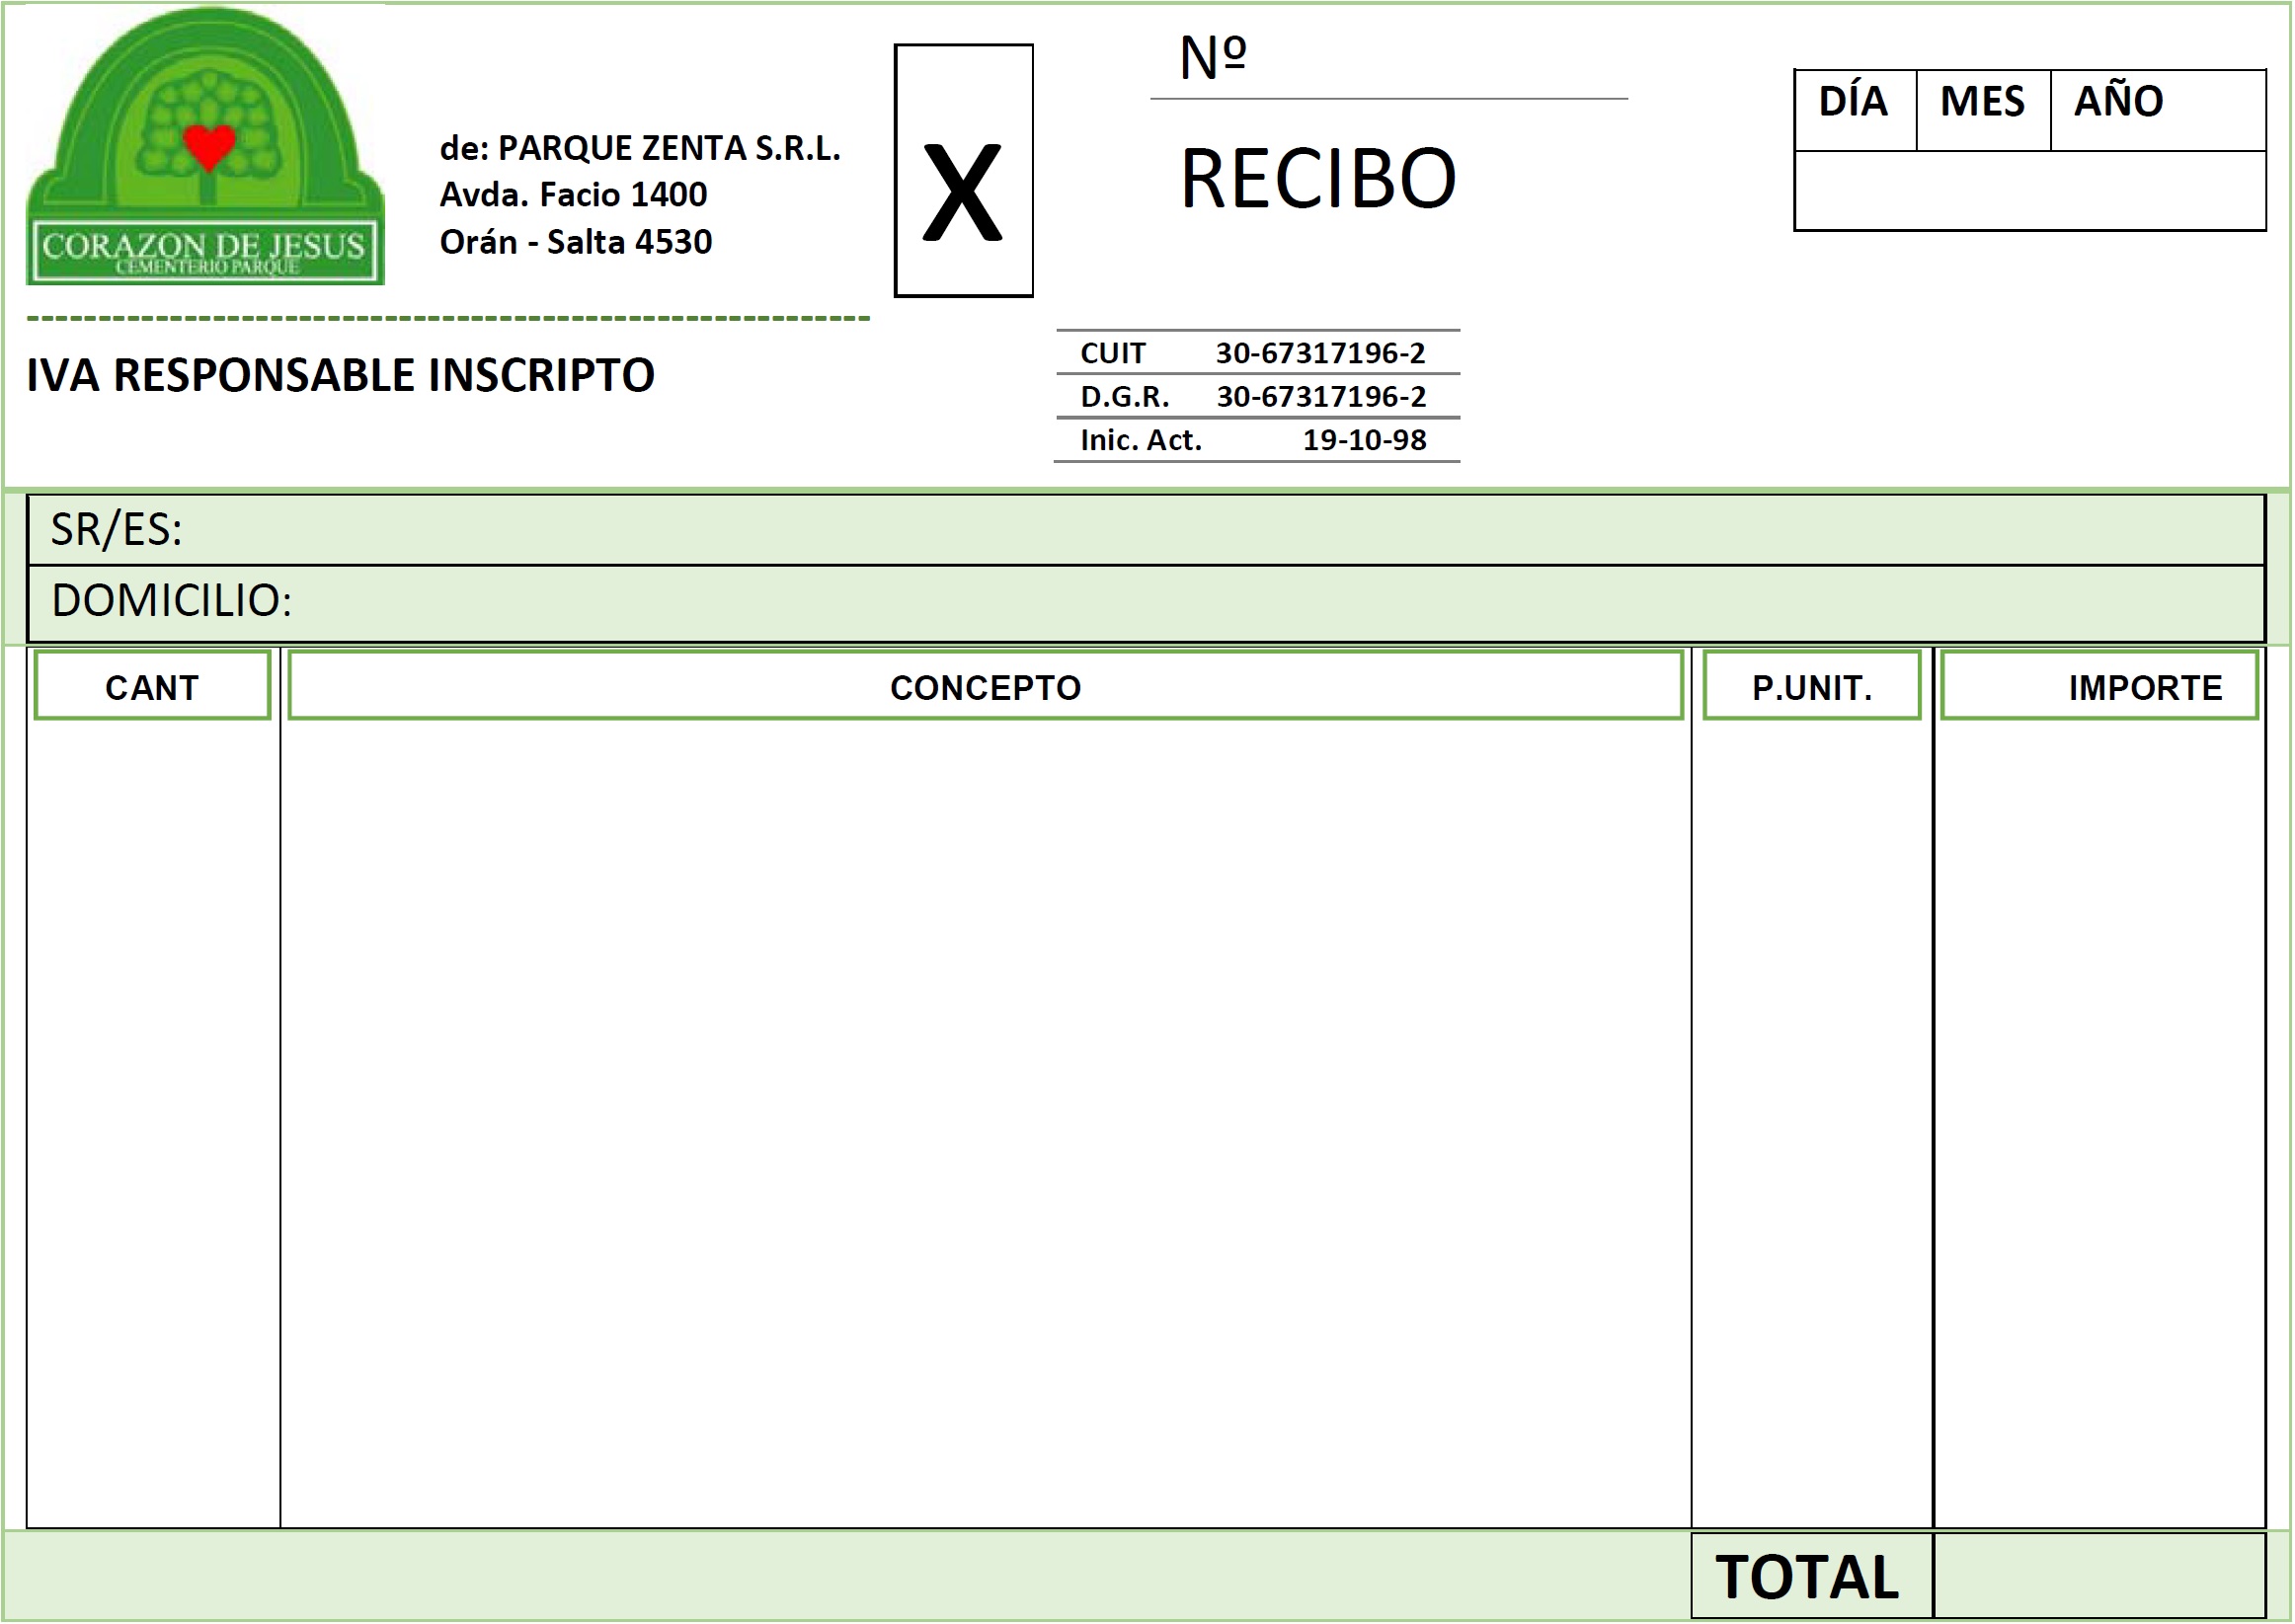 CORAZON DE JESUS
CEMENTERIO PARQUE
de: PARQUE ZENTA S.R.L.
Avda. Facio 1400
Orán - Salta 4530
X
Nº
RECIBO
DÍA MES AÑO
IVA RESPONSABLE INSCRIPTO
CUIT 30-67317196-2
D.G.R. 30-67317196-2
Inic. Act. 19-10-98
SR/ES:
DOMICILIO:
CANT CONCEPTO P.UNIT. IMPORTE
TOTAL